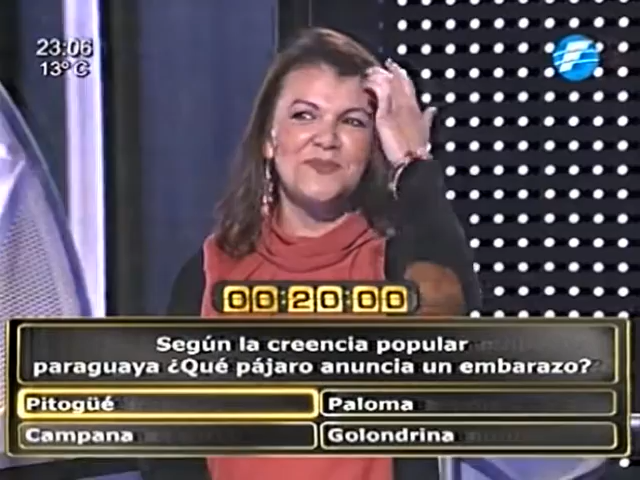 23:06
13°C
00:20:00
Según la creencia popular
paraguaya ¿Qué pájaro anuncia un embarazo?
Pitogüé
Paloma
Campana
Golondrina